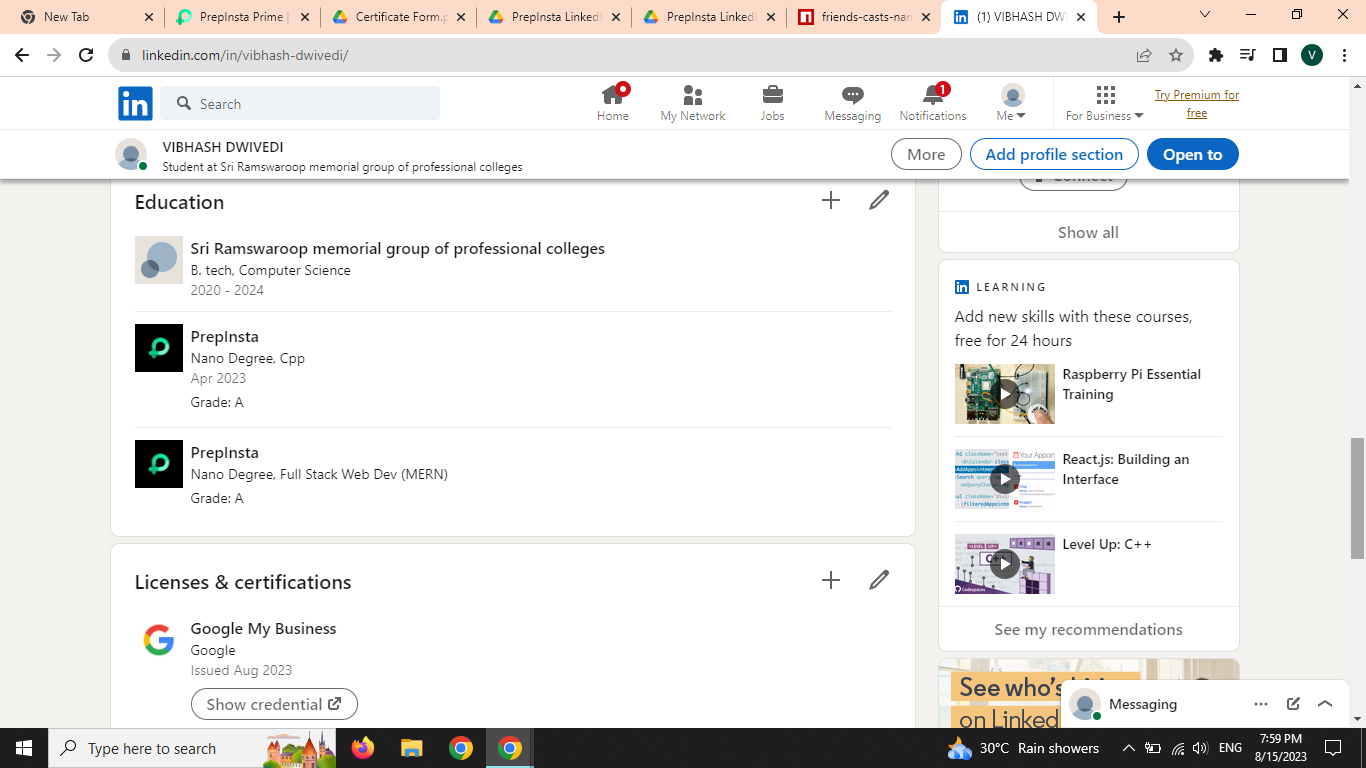 New Tab
PrepInsta Prime |
Certificate Form.p
PrepInsta Linked
PrepInsta Linked
friends-casts-nam
(1) VIBHASH DW
linkedin.com/in/vibhash-dwivedi/
V
in
Search
Home
My Network
Jobs
Messaging
1
Notifications
Me
For Business
Try Premium for
free
VIBHASH DWIVEDI
Student at Sri Ramswaroop memorial group of professional colleges
More
Add profile section
Open to
Connect
Show all
Education
Sri Ramswaroop memorial group of professional colleges
B. tech, Computer Science
2020 - 2024
PrepInsta
Nano Degree, Cpp
Apr 2023
Grade: A
PrepInsta
Nano Degree, Full Stack Web Dev (MERN)
Grade: A
Licenses & certifications
Google My Business
Google
Issued Aug 2023
Show credential
in LEARNING
Add new skills with these courses,
free for 24 hours
Raspberry Pi Essential
Training
React.js: Building an
Interface
Level Up: C++
See my recommendations
See who's
on Linked
Messaging
Type here to search
30°C Rain showers
ENG
7:59 PM
8/15/2023